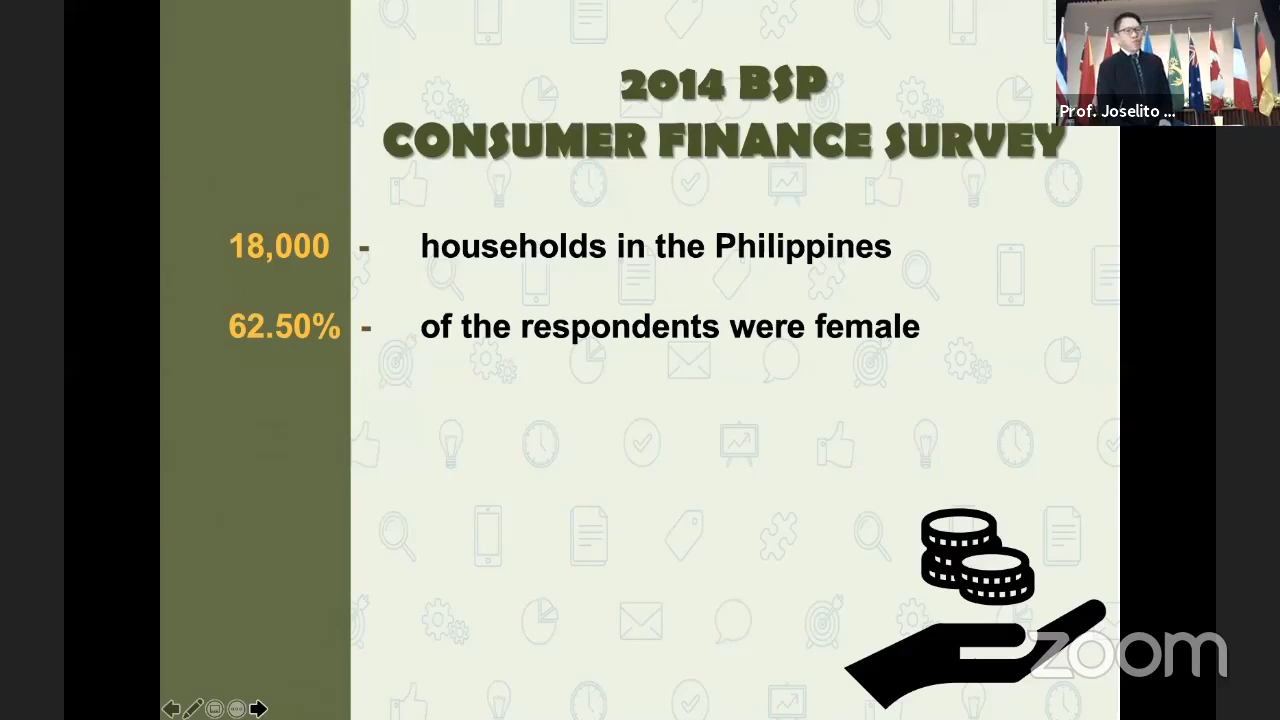 2014 BSP
CONSUMER FINANCE SURVEY
Prof. Joselito ...
18,000 - households in the Philippines
62.50% - of the respondents were female
zoom